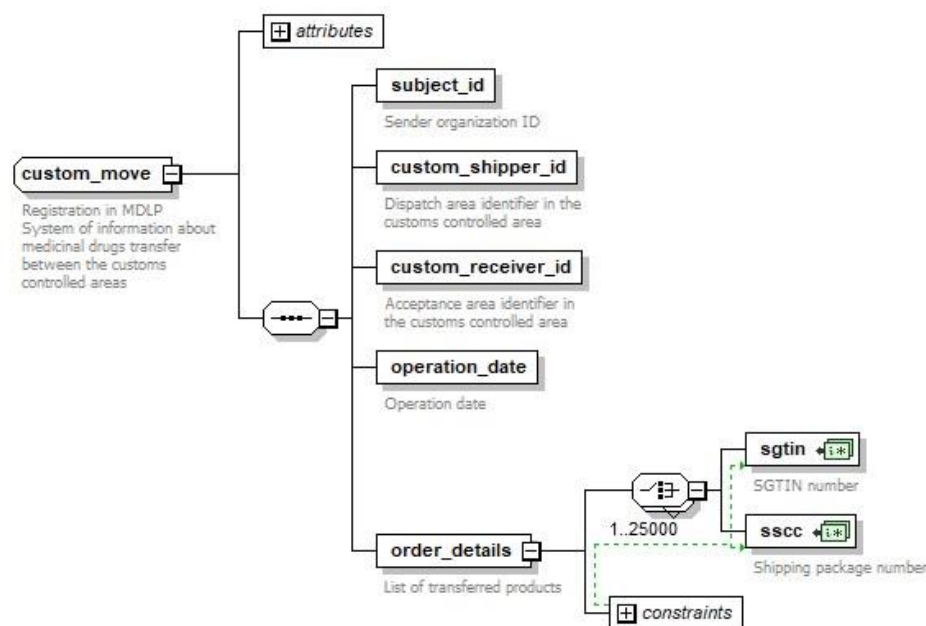 attributes
subject_id
Sender organization ID
custom_move
Registration in MDLP
System of information about
medicinal drugs transfer
between the customs
controlled areas
custom_shipper_id
Dispatch area identifier in the
customs controlled area
custom_receiver_id
Acceptance area identifier in
the customs controlled area
operation_date
Operation date
order_details
List of transferred products
1..25000
sgtin
SGTIN number
sscc
Shipping package number
constraints